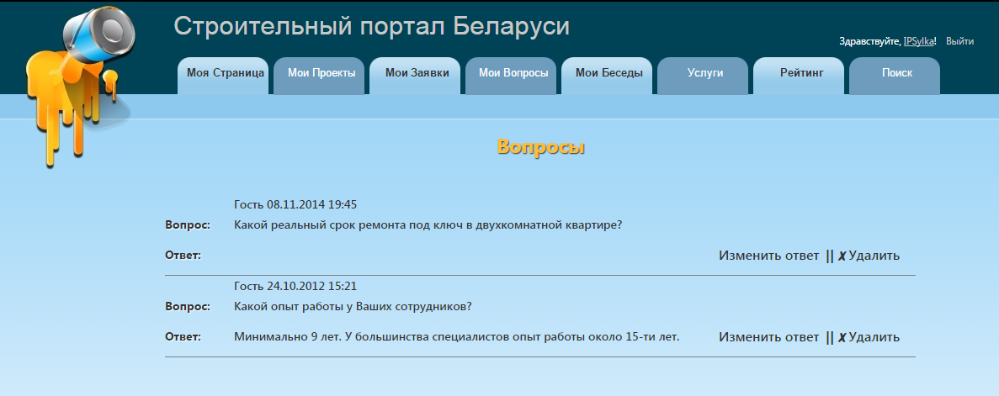 Строительный портал Беларуси
Здравствуйте, IPSylka! Выйти
Моя Страница Мои Проекты Мои Заявки Мои Вопросы Мои Беседы Услуги Рейтинг Поиск
Вопросы
Гость 08.11.2014 19:45
Вопрос: Какой реальный срок ремонта под ключ в двухкомнатной квартире?
Ответ: Изменить ответ || ✗ Удалить
Гость 24.10.2012 15:21
Вопрос: Какой опыт работы у Ваших сотрудников?
Ответ: Минимально 9 лет. У большинства специалистов опыт работы около 15-ти лет. Изменить ответ || ✗ Удалить